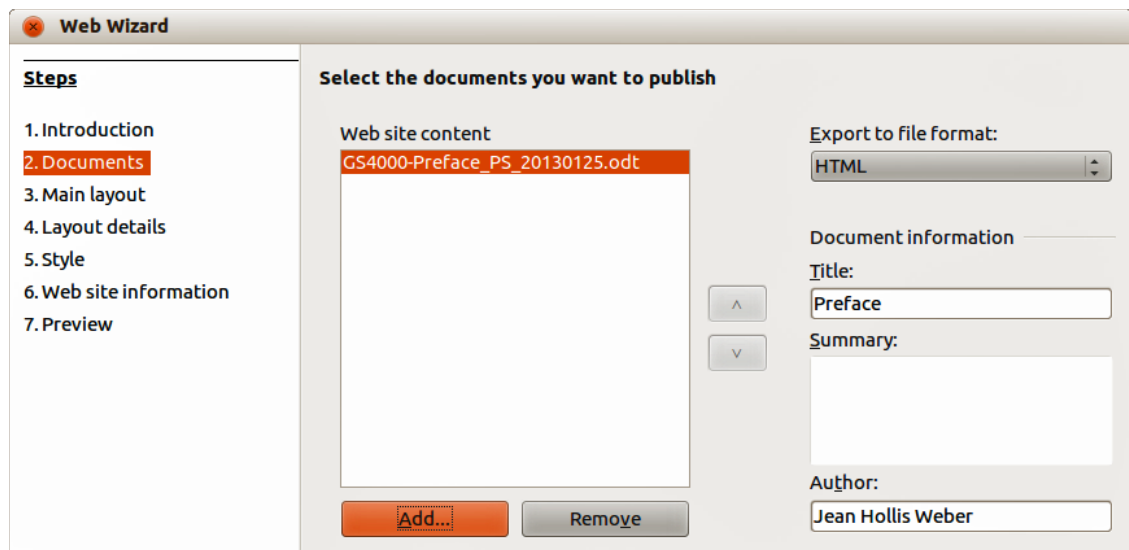 Web Wizard
Steps
1. Introduction
2. Documents
3. Main layout
4. Layout details
5. Style
6. Web site information
7. Preview
Select the documents you want to publish
Web site content
GS4000-Preface_PS_20130125.odt
˄
˅
Add...
Remove
Export to file format:
HTML
Document information
Title:
Preface
Summary:
Author:
Jean Hollis Weber